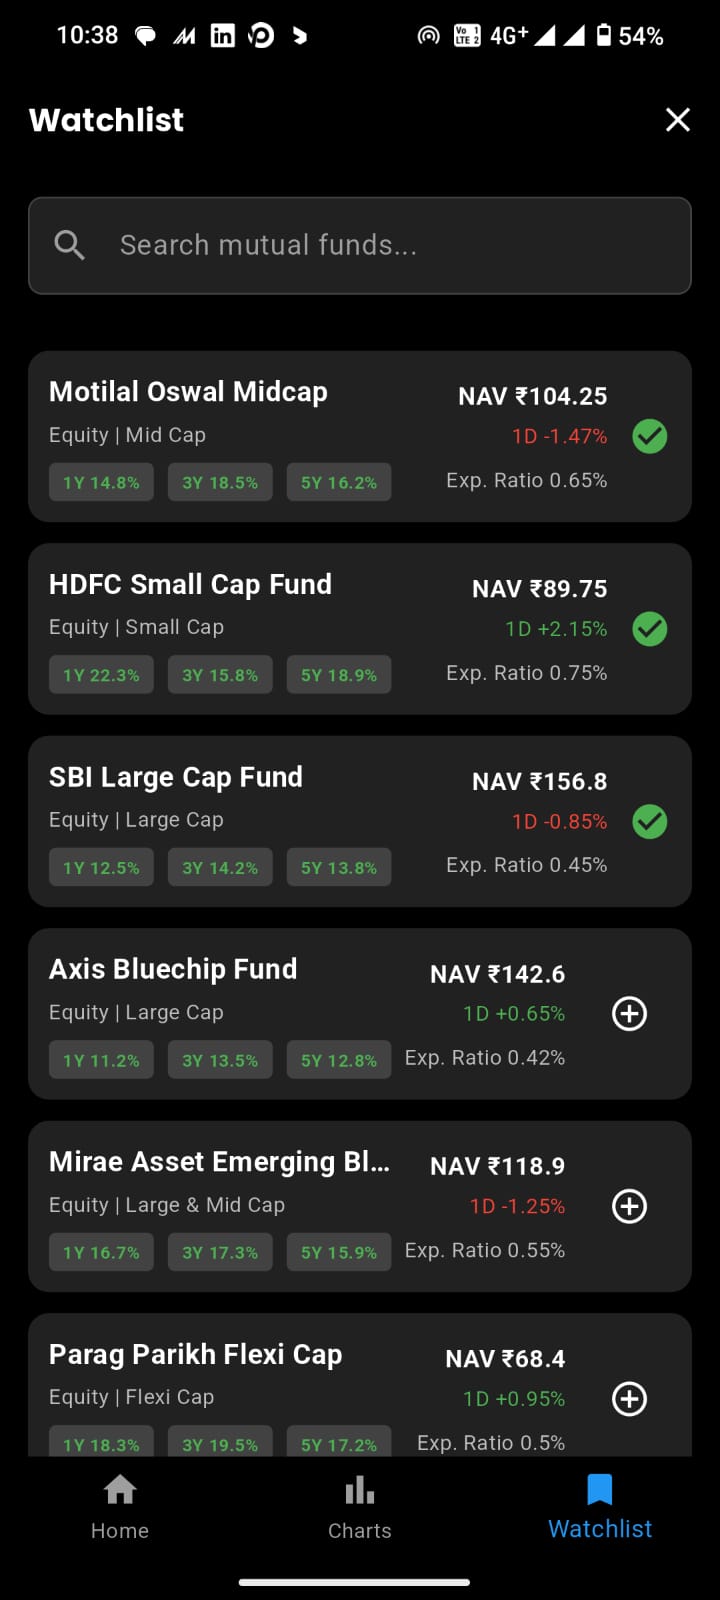 10:38 in Vo 1 LTE 2 4G+ 54%
Watchlist
Search mutual funds...
Motilal Oswal Midcap
NAV ₹104.25
Equity | Mid Cap
1D -1.47%
1Y 14.8% 3Y 18.5% 5Y 16.2%
Exp. Ratio 0.65%
HDFC Small Cap Fund
NAV ₹89.75
Equity | Small Cap
1D +2.15%
1Y 22.3% 3Y 15.8% 5Y 18.9%
Exp. Ratio 0.75%
SBI Large Cap Fund
NAV ₹156.8
Equity | Large Cap
1D -0.85%
1Y 12.5% 3Y 14.2% 5Y 13.8%
Exp. Ratio 0.45%
Axis Bluechip Fund
NAV ₹142.6
Equity | Large Cap
1D +0.65%
1Y 11.2% 3Y 13.5% 5Y 12.8%
Exp. Ratio 0.42%
Mirae Asset Emerging Bl...
NAV ₹118.9
Equity | Large & Mid Cap
1D -1.25%
1Y 16.7% 3Y 17.3% 5Y 15.9%
Exp. Ratio 0.55%
Parag Parikh Flexi Cap
NAV ₹68.4
Equity | Flexi Cap
1D +0.95%
1Y 18.3% 3Y 19.5% 5Y 17.2%
Exp. Ratio 0.5%
Home Charts Watchlist